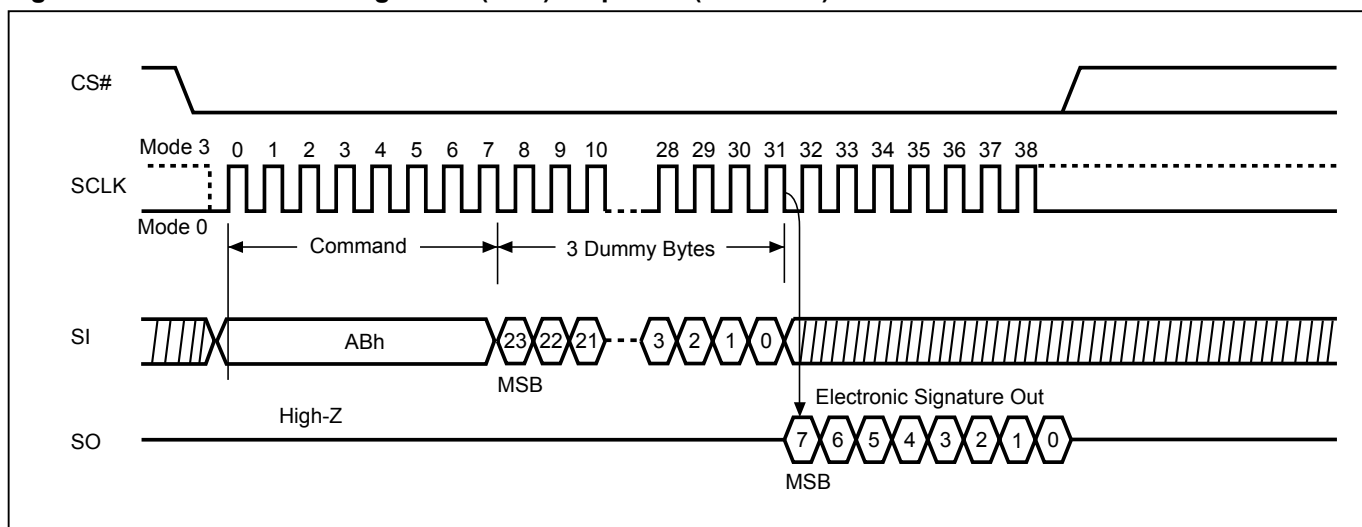 CS#
Mode 3
0 1 2 3 4 5 6 7 8 9 10 28 29 30 31 32 33 34 35 36 37 38
SCLK
Mode 0
Command
3 Dummy Bytes
SI
ABh
23 22 21 3 2 1 0
MSB
Electronic Signature Out
High-Z
SO
7 6 5 4 3 2 1 0
MSB